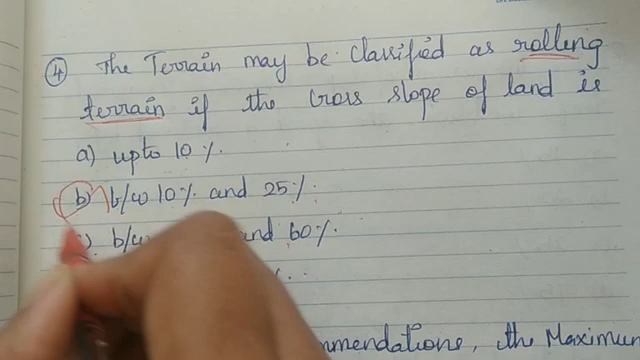 ④ The Terrain may be classified as rolling
terrain if the cross slope of land is
a) upto 10%.
b) b/w 10% and 25%.
b/w and 60%.
mmendations, the Maximum